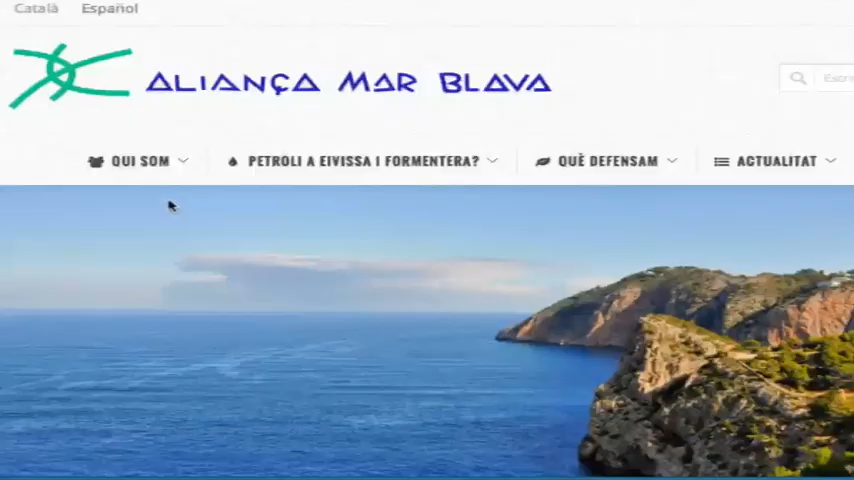 Català Español
ALIANÇA MAR BLAVA
QUI SOM PETROLI A EIVISSA I FORMENTERA? QUÈ DEFENSAM ACTUALITAT